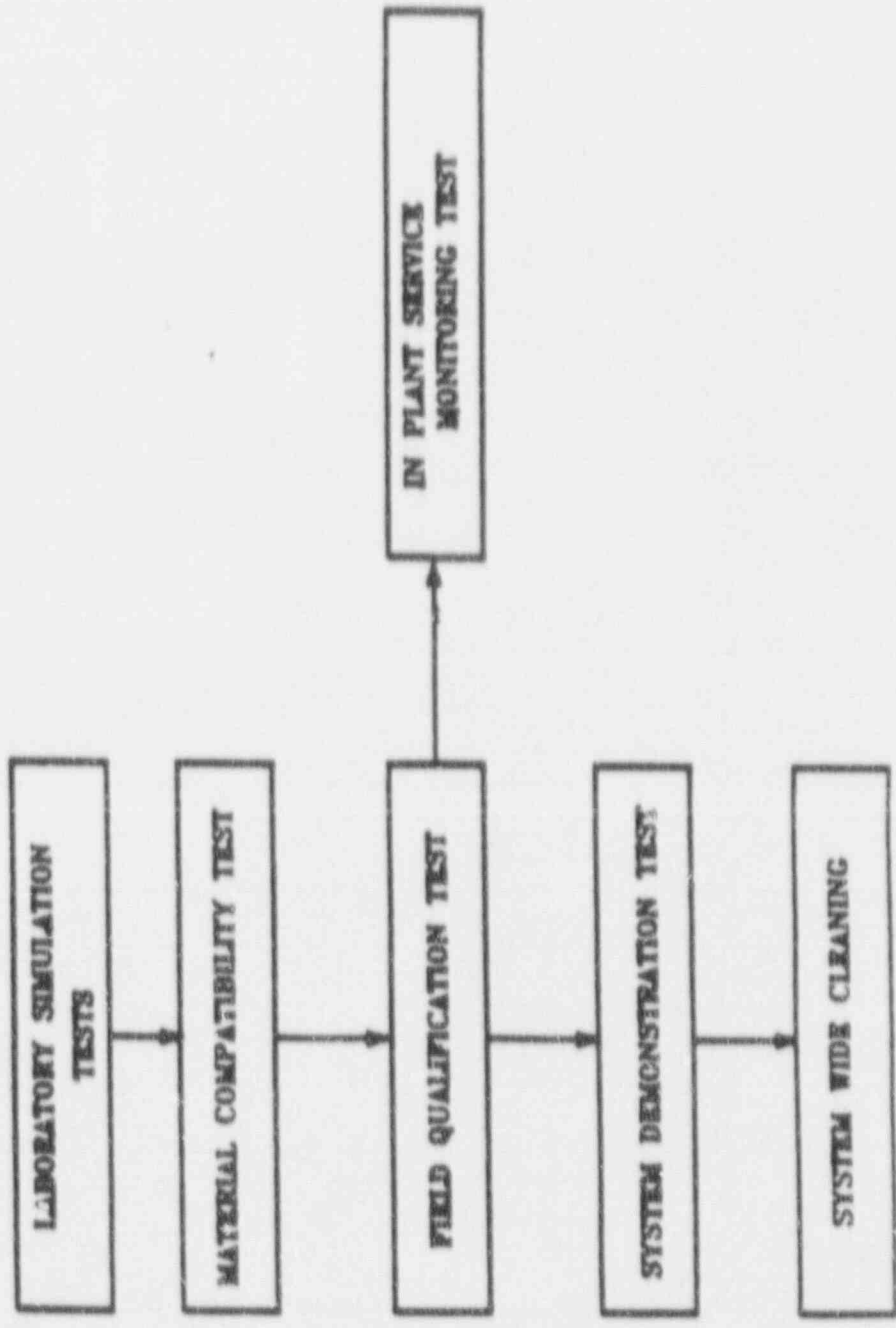 LABORATORY SIMULATION
TESTS
MATERIAL COMPATIBILITY TEST
FIELD QUALIFICATION TEST
IN PLANT SERVICE
MONITORING TEST
SYSTEM DEMONSTRATION TEST
SYSTEM WIDE CLEANING